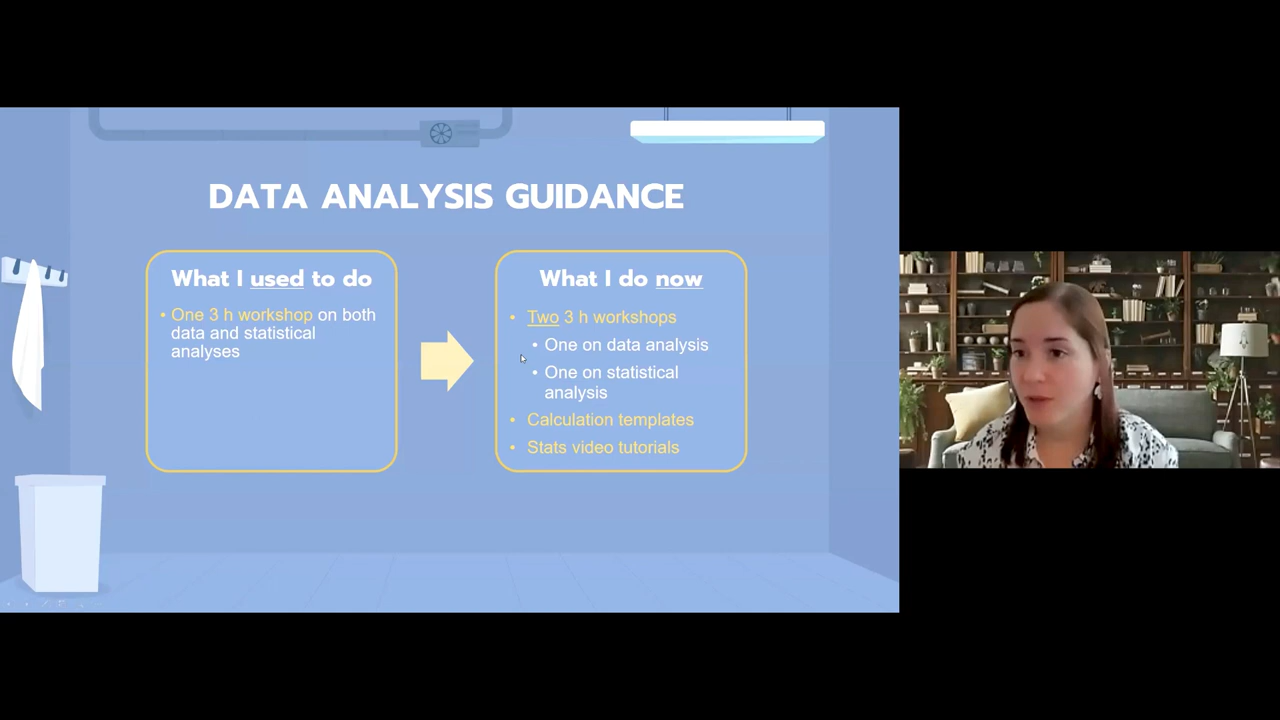 DATA ANALYSIS GUIDANCE
What I used to do
• One 3 h workshop on both
data and statistical
analyses
What I do now
• Two 3 h workshops
• One on data analysis
• One on statistical
analysis
• Calculation templates
• Stats video tutorials